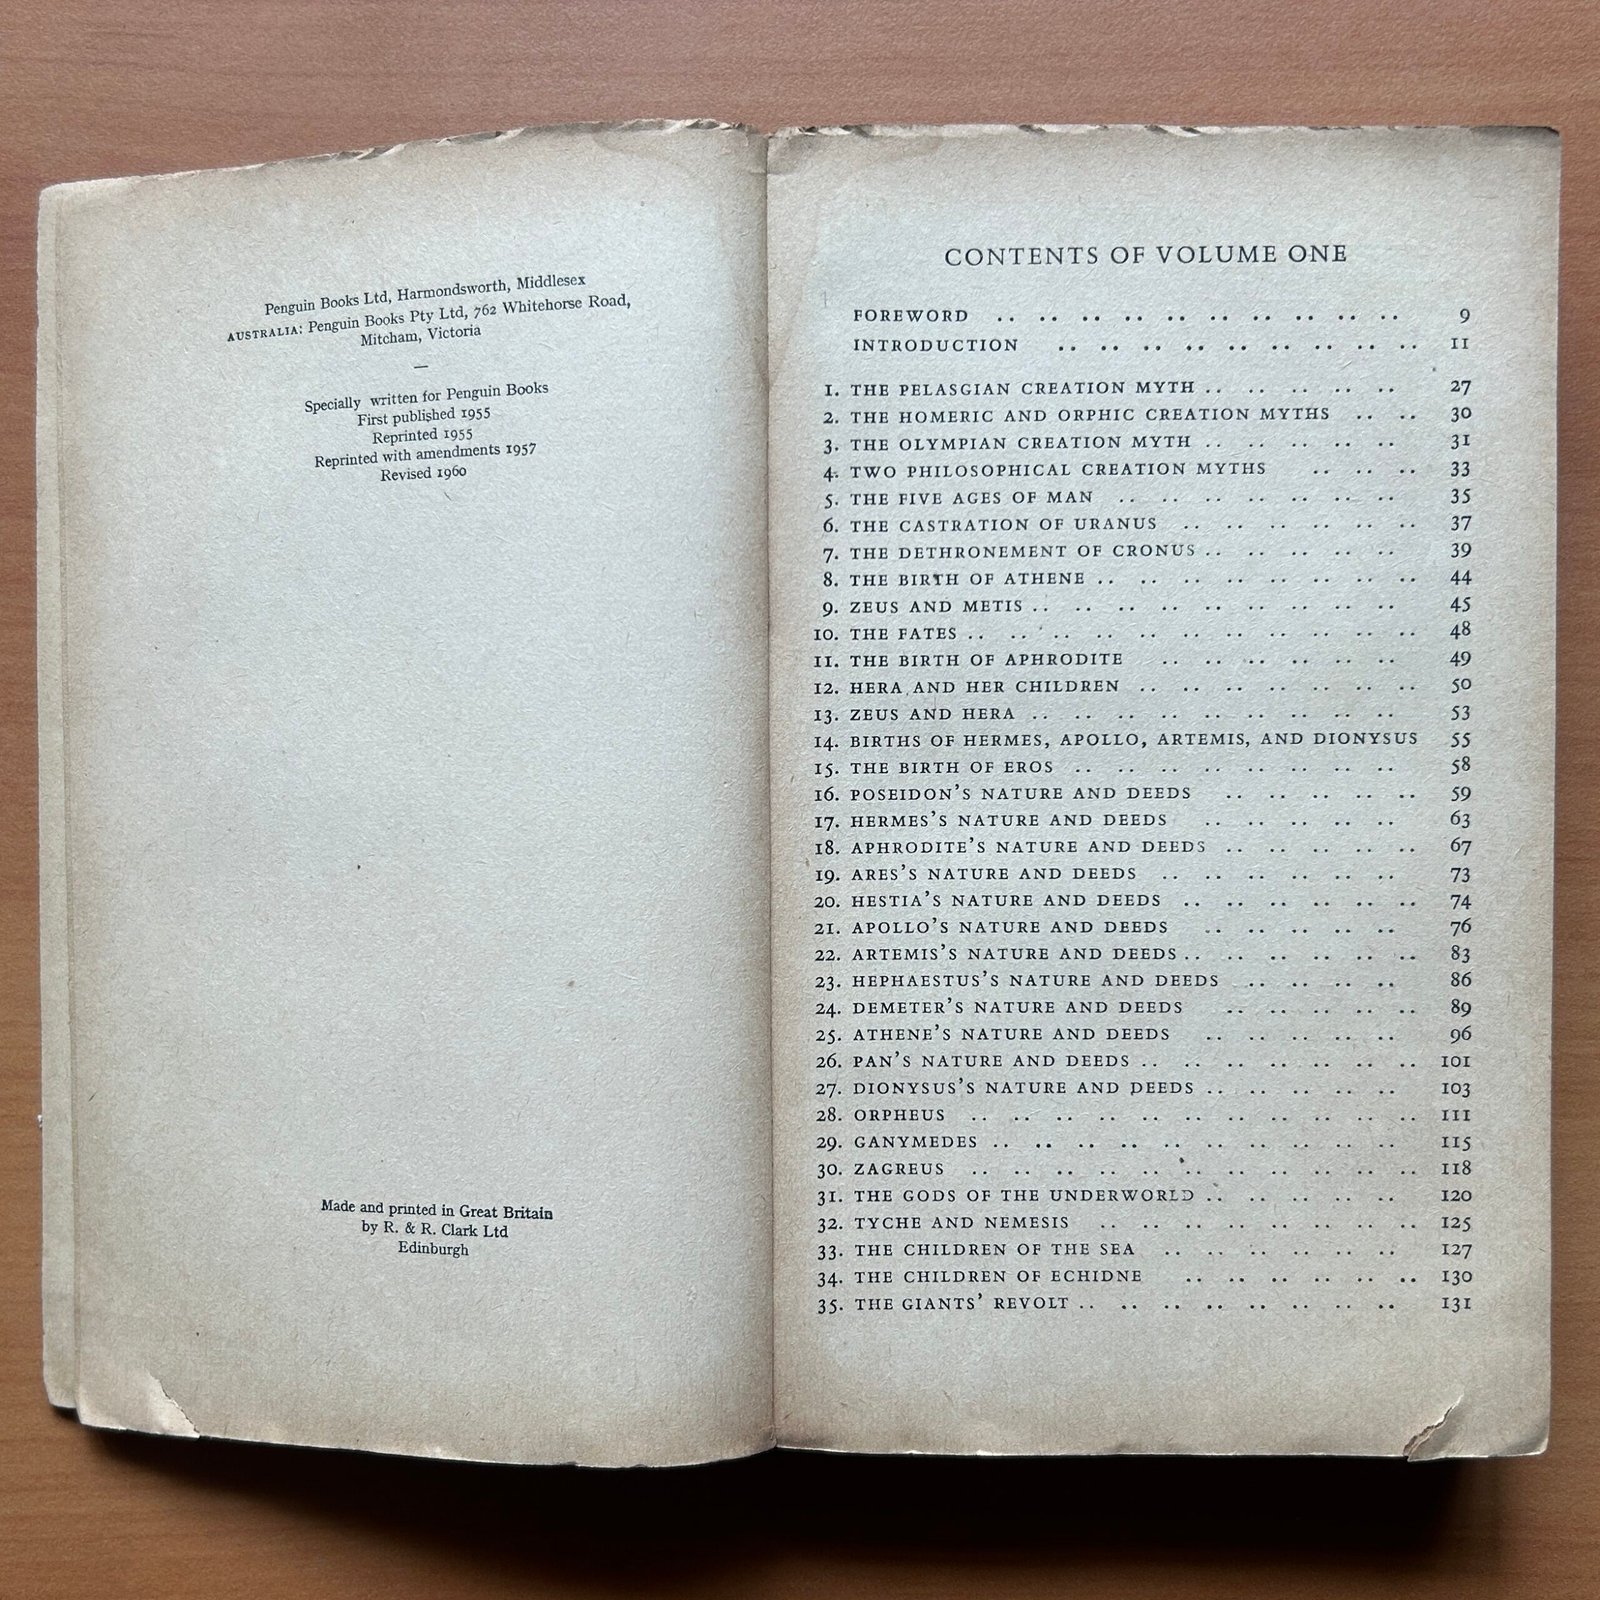 Penguin Books Ltd, Harmondsworth, Middlesex
AUSTRALIA: Penguin Books Pty Ltd, 762 Whitehorse Road,
Mitcham, Victoria
—
Specially written for Penguin Books
First published 1955
Reprinted 1955
Reprinted with amendments 1957
Revised 1960
Made and printed in Great Britain
by R. & R. Clark Ltd
Edinburgh
CONTENTS OF VOLUME ONE
FOREWORD .. .. .. .. .. .. .. .. .. .. 9
INTRODUCTION .. .. .. .. .. .. .. .. .. 11
1. THE PELASGIAN CREATION MYTH .. .. .. .. .. 27
2. THE HOMERIC AND ORPHIC CREATION MYTHS .. .. 30
3. THE OLYMPIAN CREATION MYTH .. .. .. .. .. 31
4. TWO PHILOSOPHICAL CREATION MYTHS .. .. .. 33
5. THE FIVE AGES OF MAN .. .. .. .. .. .. .. 35
6. THE CASTRATION OF URANUS .. .. .. .. .. .. 37
7. THE DETHRONEMENT OF CRONUS .. .. .. .. .. 39
8. THE BIRTH OF ATHENE .. .. .. .. .. .. .. .. 44
9. ZEUS AND METIS .. .. .. .. .. .. .. .. .. 45
10. THE FATES .. .. .. .. .. .. .. .. .. .. .. 48
11. THE BIRTH OF APHRODITE .. .. .. .. .. .. 49
12. HERA AND HER CHILDREN .. .. .. .. .. .. .. 50
13. ZEUS AND HERA .. .. .. .. .. .. .. .. .. 53
14. BIRTHS OF HERMES, APOLLO, ARTEMIS, AND DIONYSUS 55
15. THE BIRTH OF EROS .. .. .. .. .. .. .. .. 58
16. POSEIDON'S NATURE AND DEEDS .. .. .. .. .. 59
17. HERMES'S NATURE AND DEEDS .. .. .. .. .. 63
18. APHRODITE'S NATURE AND DEEDS .. .. .. .. .. 67
19. ARES'S NATURE AND DEEDS .. .. .. .. .. .. 73
20. HESTIA'S NATURE AND DEEDS .. .. .. .. .. .. 74
21. APOLLO'S NATURE AND DEEDS .. .. .. .. .. 76
22. ARTEMIS'S NATURE AND DEEDS .. .. .. .. .. .. 83
23. HEPHAESTUS'S NATURE AND DEEDS .. .. .. .. 86
24. DEMETER'S NATURE AND DEEDS .. .. .. .. .. 89
25. ATHENE'S NATURE AND DEEDS .. .. .. .. .. 96
26. PAN'S NATURE AND DEEDS .. .. .. .. .. .. .. 101
27. DIONYSUS'S NATURE AND DEEDS .. .. .. .. .. 103
28. ORPHEUS .. .. .. .. .. .. .. .. .. .. .. 111
29. GANYMEDES .. .. .. .. .. .. .. .. .. .. 115
30. ZAGREUS .. .. .. .. .. .. .. .. .. .. .. 118
31. THE GODS OF THE UNDERWORLD .. .. .. .. .. 120
32. TYCHE AND NEMESIS .. .. .. .. .. .. .. .. 125
33. THE CHILDREN OF THE SEA .. .. .. .. .. .. 127
34. THE CHILDREN OF ECHIDNE .. .. .. .. .. .. 130
35. THE GIANTS' REVOLT .. .. .. .. .. .. .. .. 131